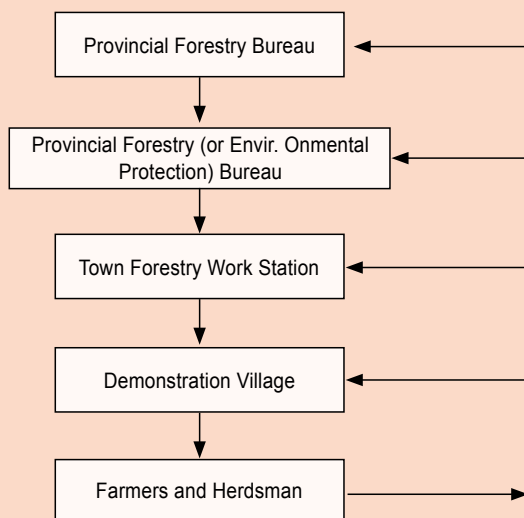 Provincial Forestry Bureau
Provincial Forestry (or Envir. Onmental
Protection) Bureau
Town Forestry Work Station
Demonstration Village
Farmers and Herdsman